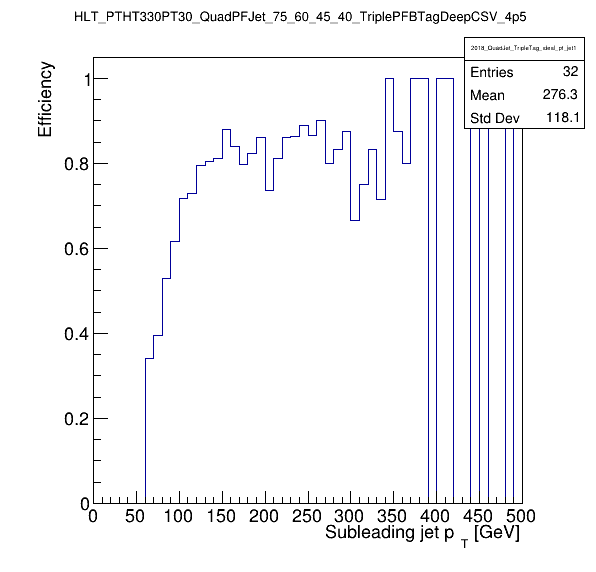 HLT_PTHT330PT30_QuadPFJet_75_60_45_40_TriplePFBTagDeepCSV_4p5
2018_QuadJet_TripleTag_ideal_pt_jet1
Entries 32
Mean 276.3
Std Dev 118.1
Efficiency
1
0.8
0.6
0.4
0.2
0
0 50 100 150 200 250 300 350 400 450 500
Subleading jet p T [GeV]